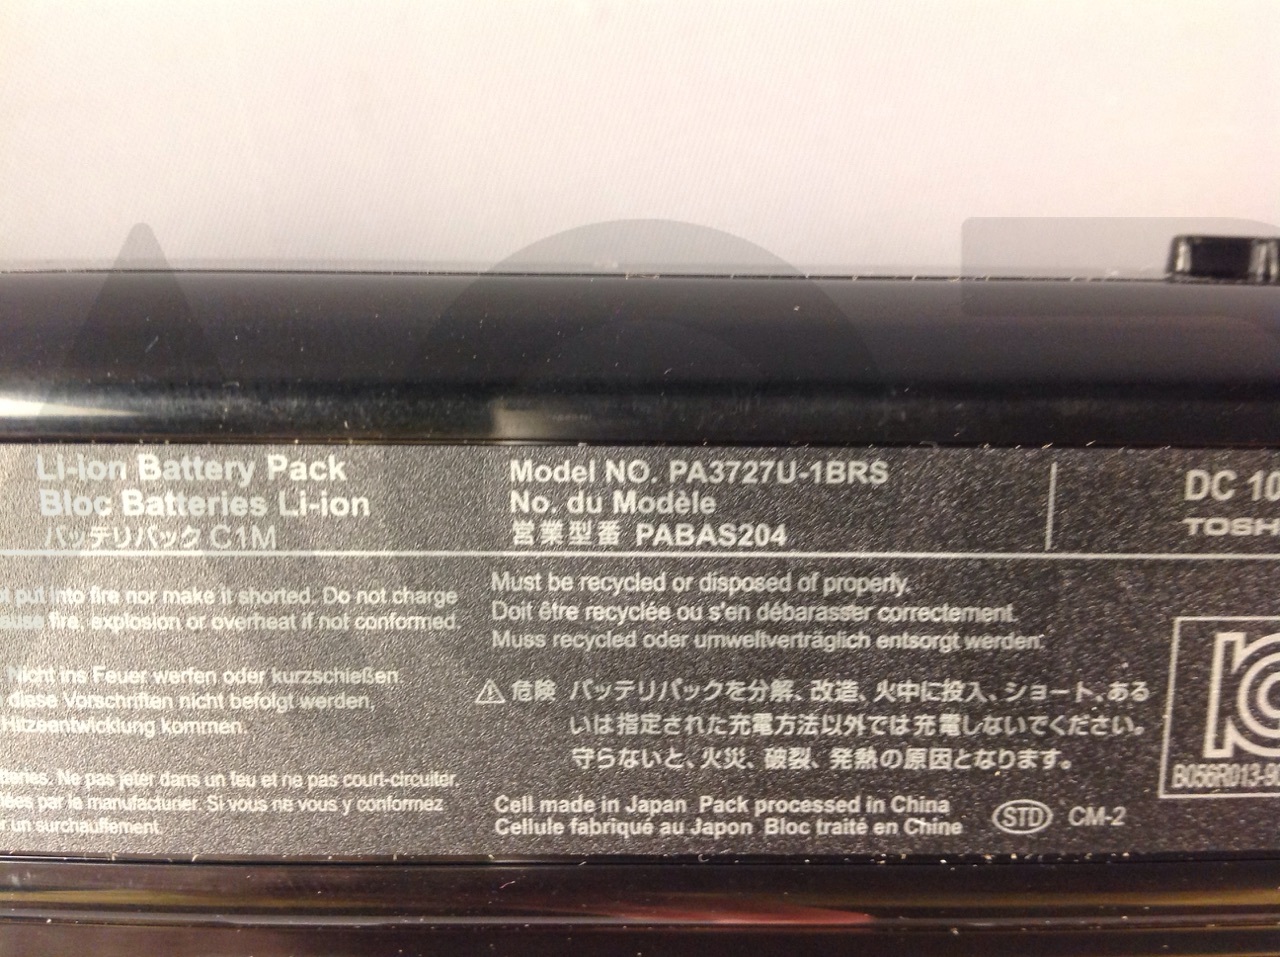 Li-ion Battery Pack
Bloc Batteries Li-ion
バッテリパック C1M
Model NO. PA3727U-1BRS
No. du Modèle
営業型番 PABAS204
DC 10
TOSH
put into fire nor make it shorted. Do not charge
fire, explosion or overheat if not conformed.
Nicht ins Feuer werfen oder kurzschießen.
diese Vorschriften nicht befolgt werden,
Hitzeentwicklung kommen.
Ne pas jeter dans un feu et ne pas court-circuiter.
par le manufacturier. Si vous ne vous y conformez
un surchauffement.
Must be recycled or disposed of properly.
Doit être recyclée ou s'en débarasser correctement.
Muss recycled oder umweltverträglich entsorgt werden.
⚠ 危険 バッテリパックを分解、改造、火中に投入、ショート、ある
いは指定された充電方法以外では充電しないでください。
守らないと、火災、破裂、発熱の原因となります。
Cell made in Japan Pack processed in China
Cellule fabriqué au Japon Bloc traité en Chine
STD CM-2
B056R013-9